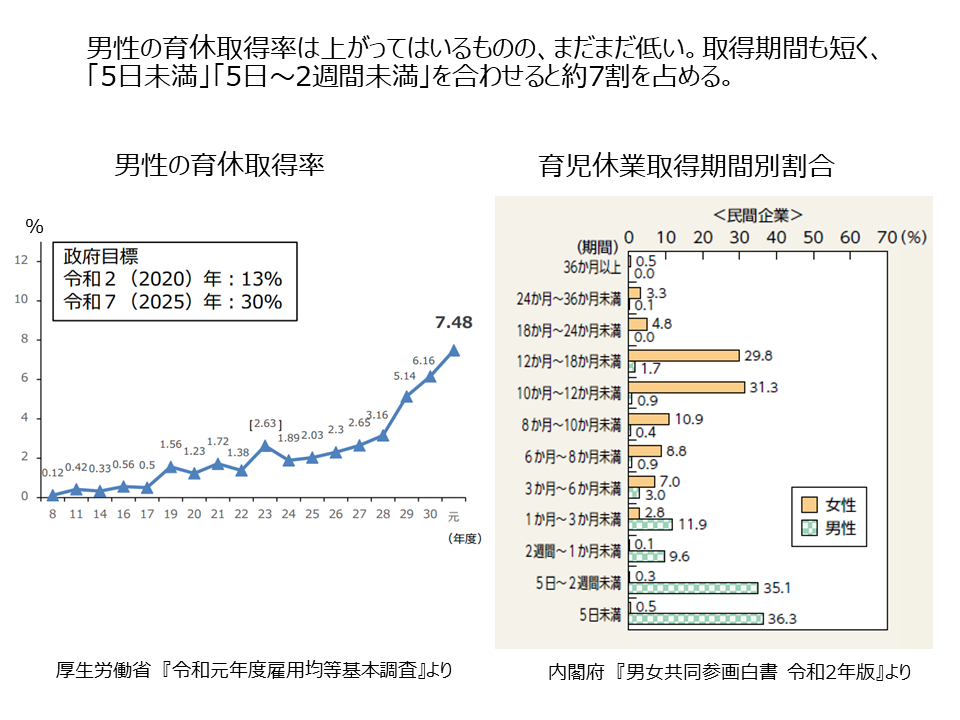 男性の育休取得率は上がってはいるものの、まだまだ低い。取得期間も短く、
「5日未満」「5日～2週間未満」を合わせると約7割を占める。
男性の育休取得率
%
政府目標
令和２（2020）年：13%
令和７（2025）年：30%
12
10
8
6
4
2
0
0.12
0.42
0.33
0.56
0.5
1.56
1.23
1.72
1.38
[2.63]
1.89
2.03
2.3
2.65
3.16
5.14
6.16
7.48
8 11 14 16 17 19 20 21 22 23 24 25 26 27 28 29 30 元
（年度）
厚生労働省 『令和元年度雇用均等基本調査』より
育児休業取得期間別割合
＜民間企業＞
(期間) 0 10 20 30 40 50 60 70 (%)
36か月以上 0.5
0.0
24か月～36か月未満 3.3
0.1
18か月～24か月未満 4.8
0.0
12か月～18か月未満 29.8
1.7
10か月～12か月未満 31.3
0.9
8か月～10か月未満 10.9
0.4
6か月～8か月未満 8.8
0.9
3か月～6か月未満 7.0
3.0
1か月～3か月未満 2.8
11.9
2週間～1か月未満 0.1
9.6
5日～2週間未満 0.3
35.1
5日未満 0.5
36.3
女性
男性
内閣府 『男女共同参画白書 令和2年版』より